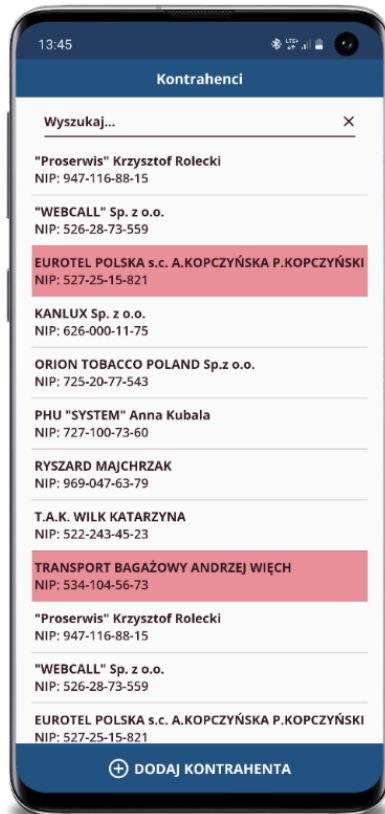 13:45
LTE+
Kontrahenci
Wyszukaj...
"Proserwis" Krzysztof Rolecki
NIP: 947-116-88-15
"WEBCALL" Sp. z o.o.
NIP: 526-28-73-559
EUROTEL POLSKA s.c. A.KOPCZYŃSKA P.KOPCZYŃSKI
NIP: 527-25-15-821
KANLUX Sp. z o.o.
NIP: 626-000-11-75
ORION TOBACCO POLAND Sp.z o.o.
NIP: 725-20-77-543
PHU "SYSTEM" Anna Kubala
NIP: 727-100-73-60
RYSZARD MAJCHRZAK
NIP: 969-047-63-79
T.A.K. WILK KATARZYNA
NIP: 522-243-45-23
TRANSPORT BAGAŻOWY ANDRZEJ WIĘCH
NIP: 534-104-56-73
"Proserwis" Krzysztof Rolecki
NIP: 947-116-88-15
"WEBCALL" Sp. z o.o.
NIP: 526-28-73-559
EUROTEL POLSKA s.c. A.KOPCZYŃSKA P.KOPCZYŃSKI
NIP: 527-25-15-821
DODAJ KONTRAHENTA